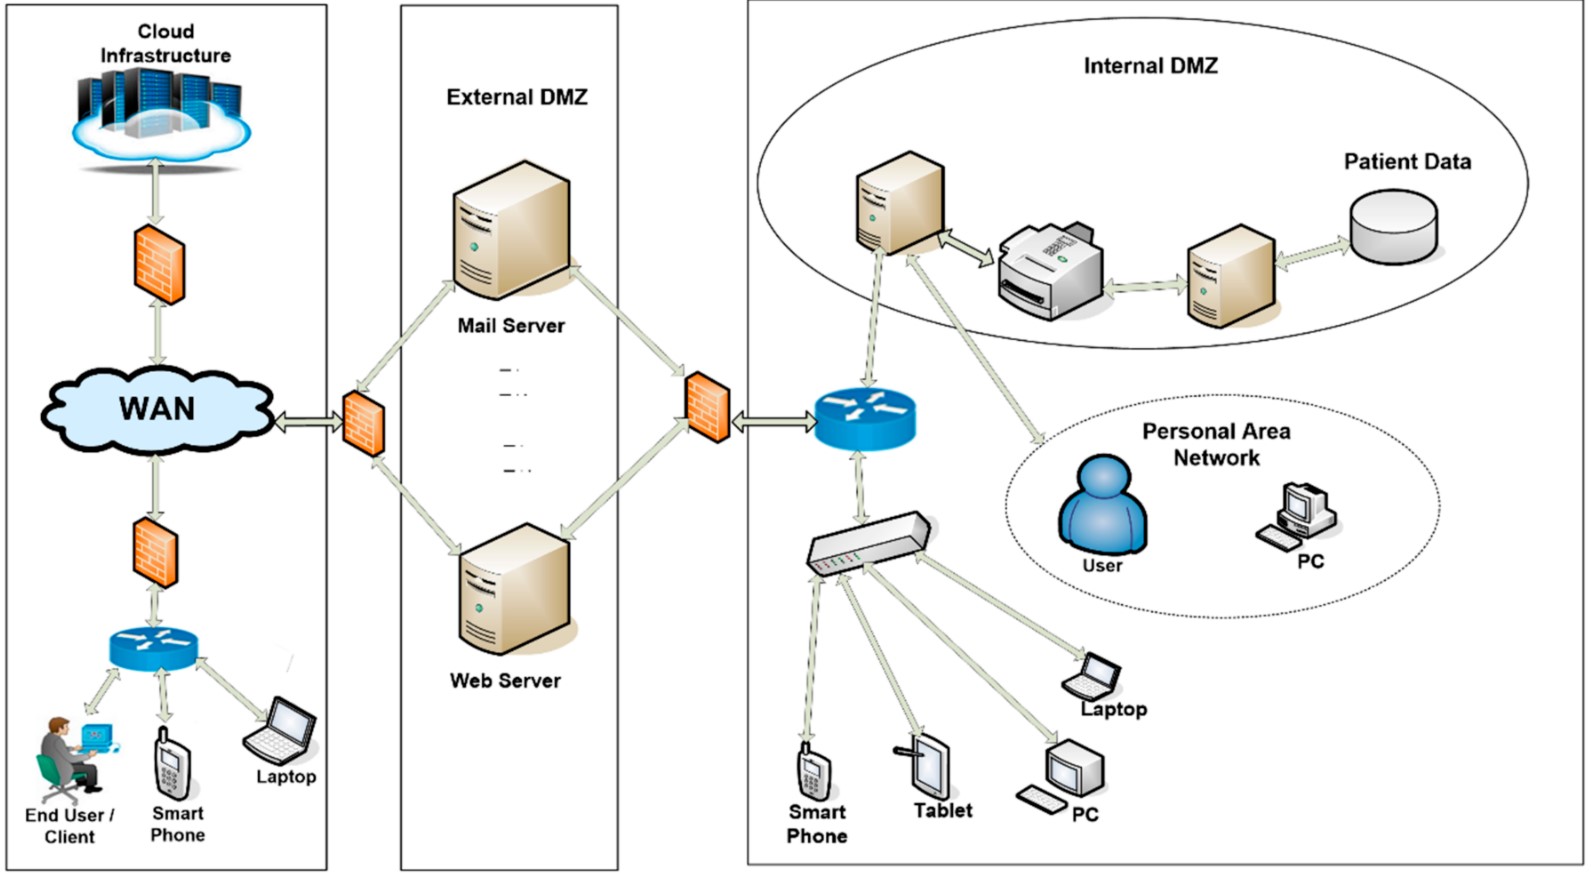 Cloud
Infrastructure
WAN
End User /
Client
Smart
Phone
Laptop
External DMZ
Mail Server
Web Server
Internal DMZ
Patient Data
Personal Area
Network
User
PC
Laptop
Smart
Phone
Tablet
PC